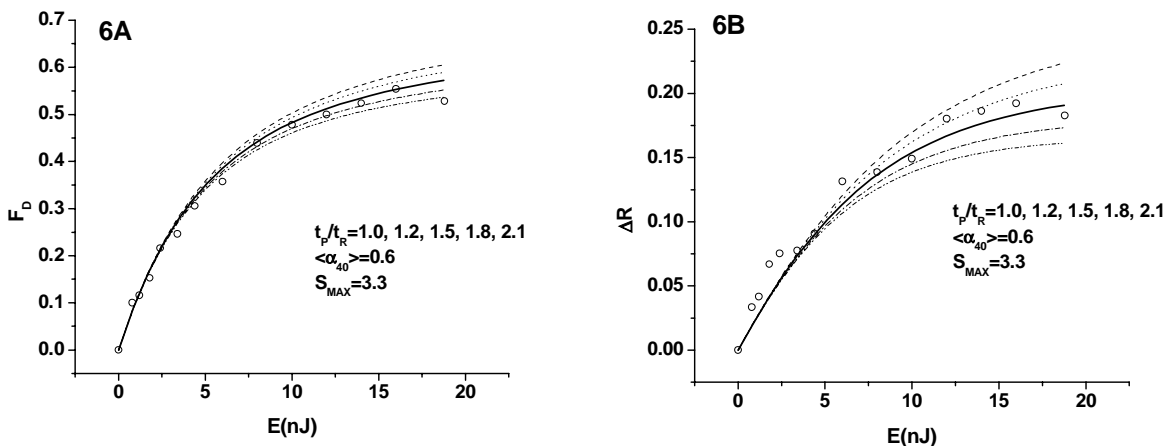 6A
0.7
0.6
0.5
0.4
0.3
0.2
0.1
0.0
F_D
t_P/t_R=1.0, 1.2, 1.5, 1.8, 2.1
<α_40>=0.6
S_MAX=3.3
0 5 10 15 20
E(nJ)
6B
0.25
0.20
0.15
0.10
0.05
0.00
ΔR
t_P/t_R=1.0, 1.2, 1.5, 1.8, 2.1
<α_40>=0.6
S_MAX=3.3
0 5 10 15 20
E(nJ)